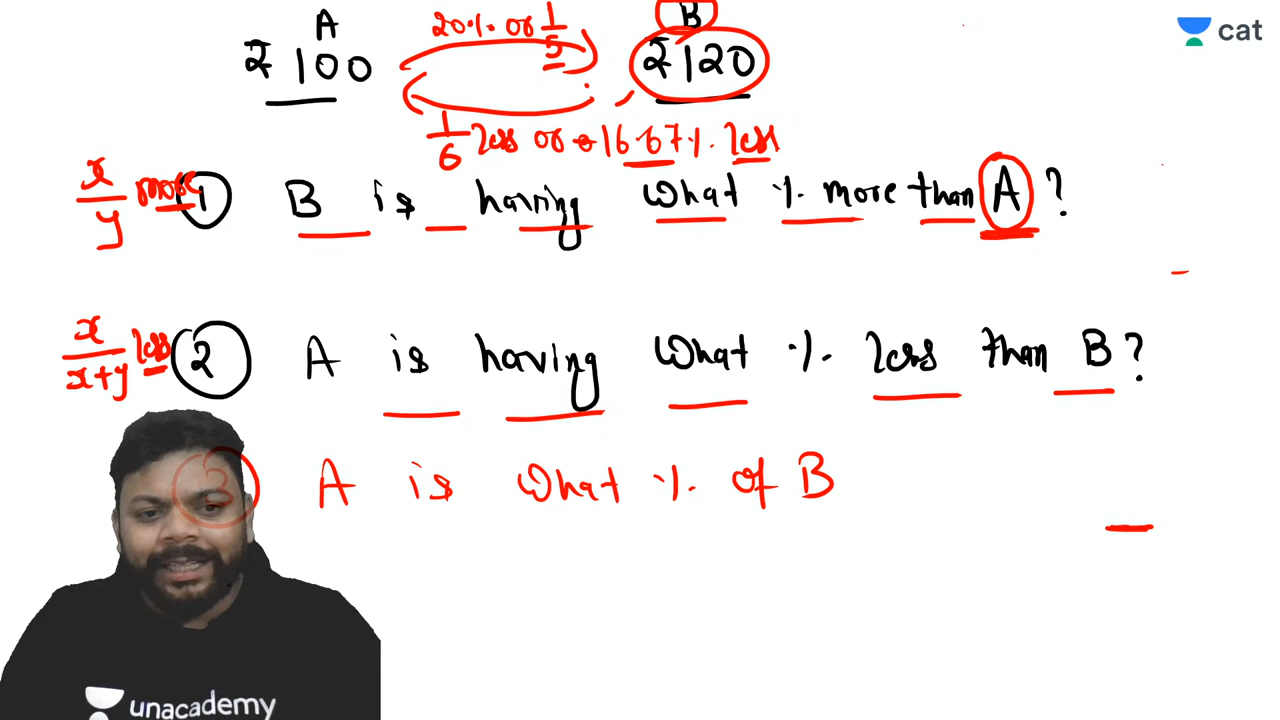 A 20% or 1/5 B
₹ 100 ₹ 120
1/6 less or → 16.67% less
cat
x/y more 1 B is having what % more than A?
x/x+y less 2 A is having what % less than B?
3 A is what % of B
unacademy